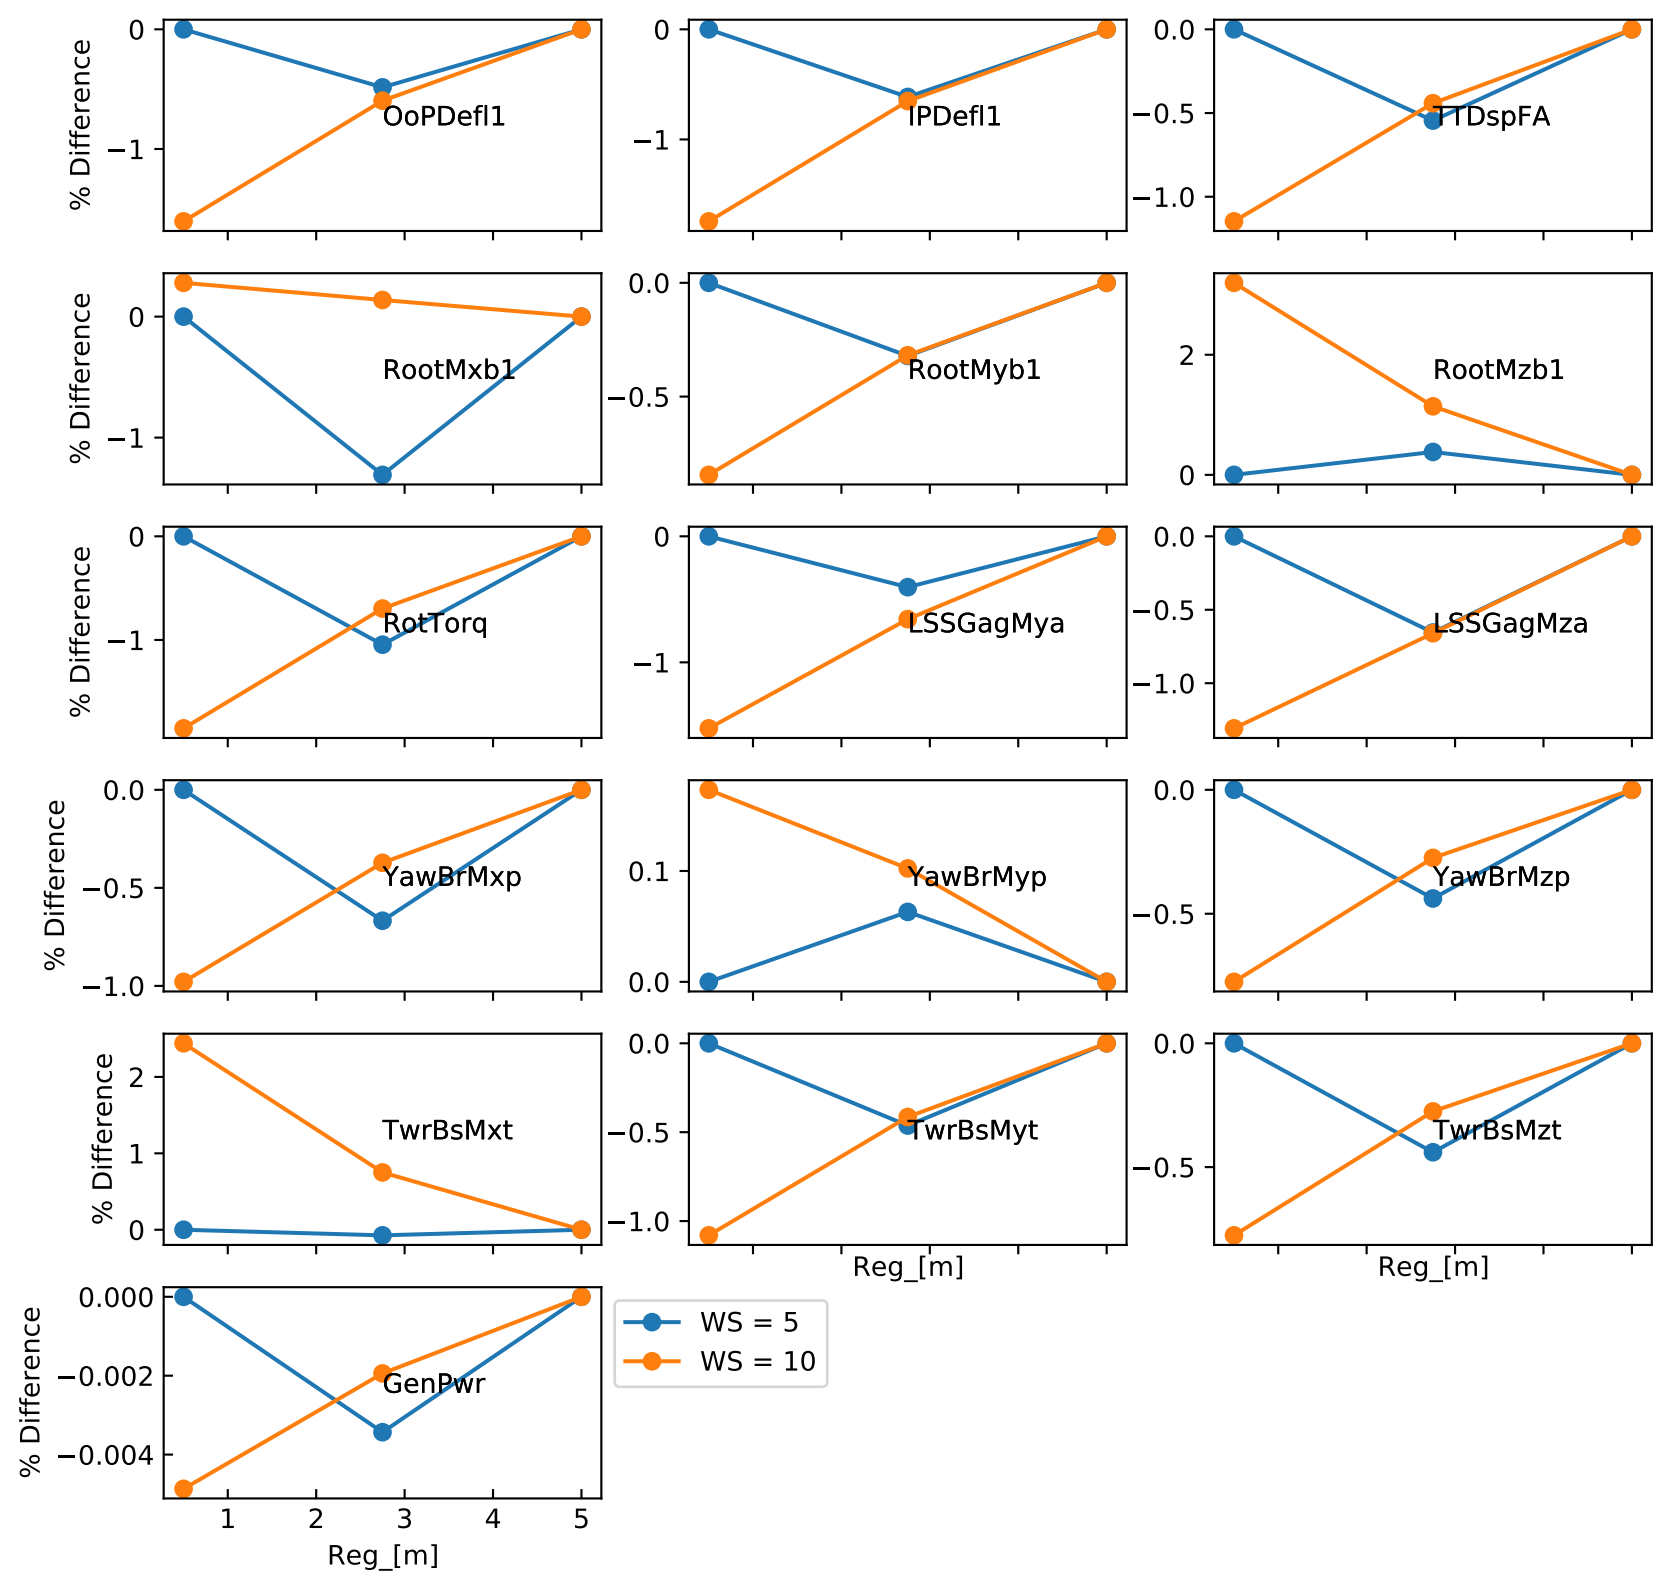 0
−1
% Difference
OoPDefl1
0
−1
IPDefl1
0.0
−0.5
−1.0
TTDspFA
0
−1
% Difference
RootMxb1
0.0
−0.5
RootMyb1
2
0
RootMzb1
0
−1
% Difference
RotTorq
0
−1
LSSGagMya
0.0
−0.5
−1.0
LSSGagMza
0.0
−0.5
−1.0
% Difference
YawBrMxp
0.1
0.0
YawBrMyp
0.0
−0.5
YawBrMzp
2
1
0
% Difference
TwrBsMxt
0.0
−0.5
−1.0
TwrBsMyt
Reg_[m]
0.0
−0.5
TwrBsMzt
Reg_[m]
0.000
−0.002
−0.004
% Difference
GenPwr
1 2 3 4 5
Reg_[m]
WS = 5
WS = 10